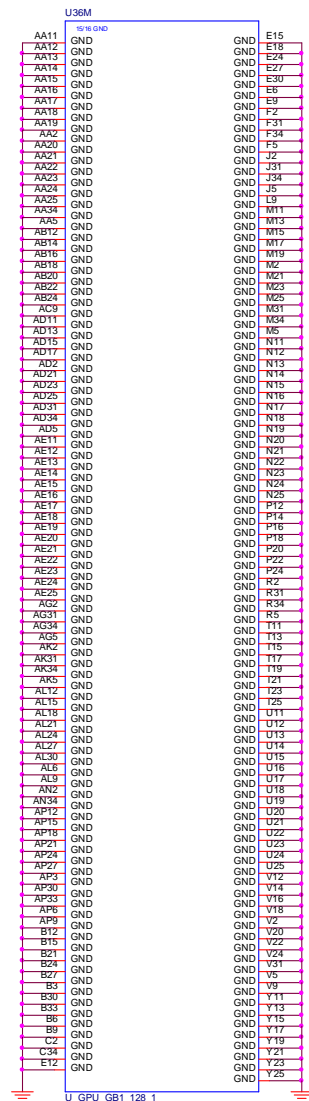 U36M
15/16 GND
AA11 GND GND E15
AA12 GND GND E18
AA13 GND GND E24
AA14 GND GND E27
AA15 GND GND E30
AA16 GND GND E6
AA17 GND GND E9
AA18 GND GND F2
AA19 GND GND F31
AA2 GND GND F34
AA20 GND GND F5
AA21 GND GND J2
AA22 GND GND J31
AA23 GND GND J34
AA24 GND GND J5
AA25 GND GND L9
AA34 GND GND M11
AA5 GND GND M13
AB12 GND GND M15
AB14 GND GND M17
AB16 GND GND M19
AB18 GND GND M2
AB20 GND GND M21
AB22 GND GND M23
AB24 GND GND M25
AC9 GND GND M31
AD11 GND GND M34
AD13 GND GND M5
AD15 GND GND N11
AD17 GND GND N12
AD2 GND GND N13
AD21 GND GND N14
AD23 GND GND N15
AD25 GND GND N16
AD31 GND GND N17
AD34 GND GND N18
AD5 GND GND N19
AE11 GND GND N20
AE12 GND GND N21
AE13 GND GND N22
AE14 GND GND N23
AE15 GND GND N24
AE16 GND GND N25
AE17 GND GND P12
AE18 GND GND P14
AE19 GND GND P16
AE20 GND GND P18
AE21 GND GND P20
AE22 GND GND P22
AE23 GND GND P24
AE24 GND GND R2
AE25 GND GND R31
AG2 GND GND R34
AG31 GND GND R5
AG34 GND GND T11
AG5 GND GND T13
AK2 GND GND T15
AK31 GND GND T17
AK34 GND GND T19
AK5 GND GND T21
AL12 GND GND T23
AL15 GND GND T25
AL18 GND GND U11
AL21 GND GND U12
AL24 GND GND U13
AL27 GND GND U14
AL30 GND GND U15
AL6 GND GND U16
AL9 GND GND U17
AN2 GND GND U18
AN34 GND GND U19
AP12 GND GND U20
AP15 GND GND U21
AP18 GND GND U22
AP21 GND GND U23
AP24 GND GND U24
AP27 GND GND U25
AP3 GND GND V12
AP30 GND GND V14
AP33 GND GND V16
AP6 GND GND V18
AP9 GND GND V2
B12 GND GND V20
B15 GND GND V22
B21 GND GND V24
B24 GND GND V31
B27 GND GND V5
B3 GND GND V9
B30 GND GND Y11
B33 GND GND Y13
B6 GND GND Y15
B9 GND GND Y17
C2 GND GND Y19
C34 GND GND Y21
E12 GND GND Y23
GND Y25
U_GPU_GB1_128_1